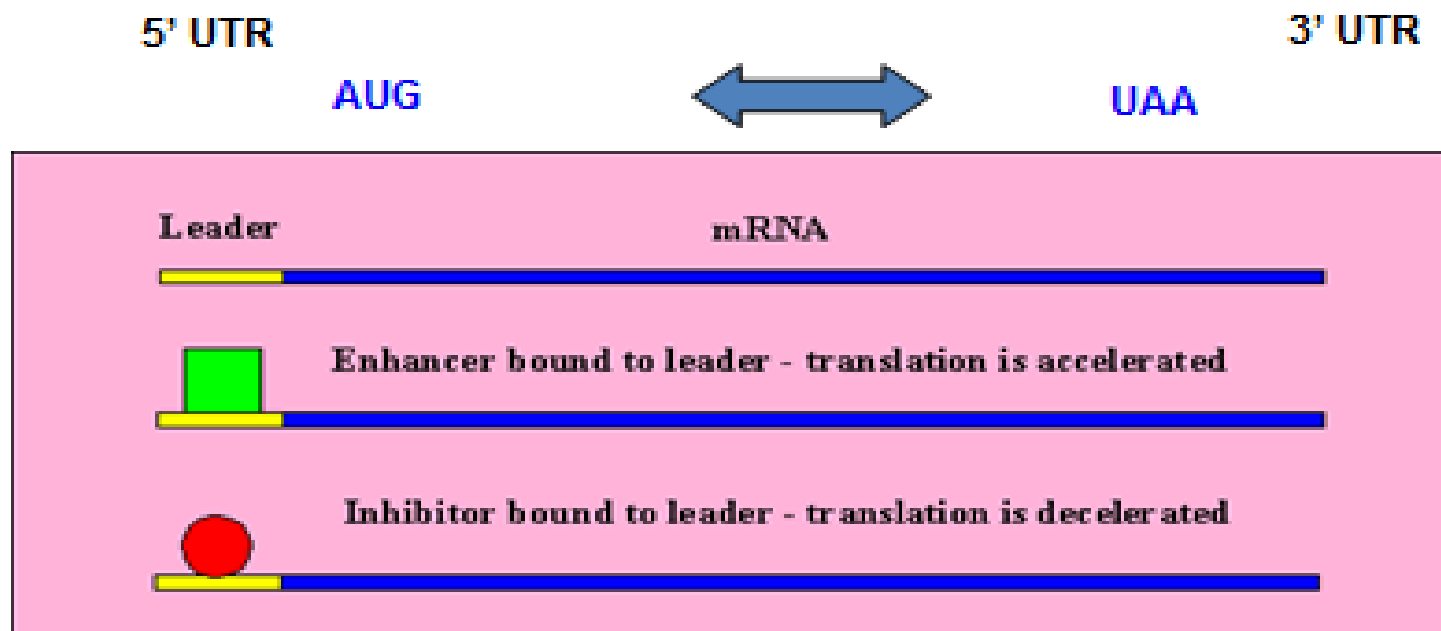 5’ UTR 3’ UTR
AUG UAA
Leader mRNA
Enhancer bound to leader - translation is accelerated
Inhibitor bound to leader - translation is decelerated